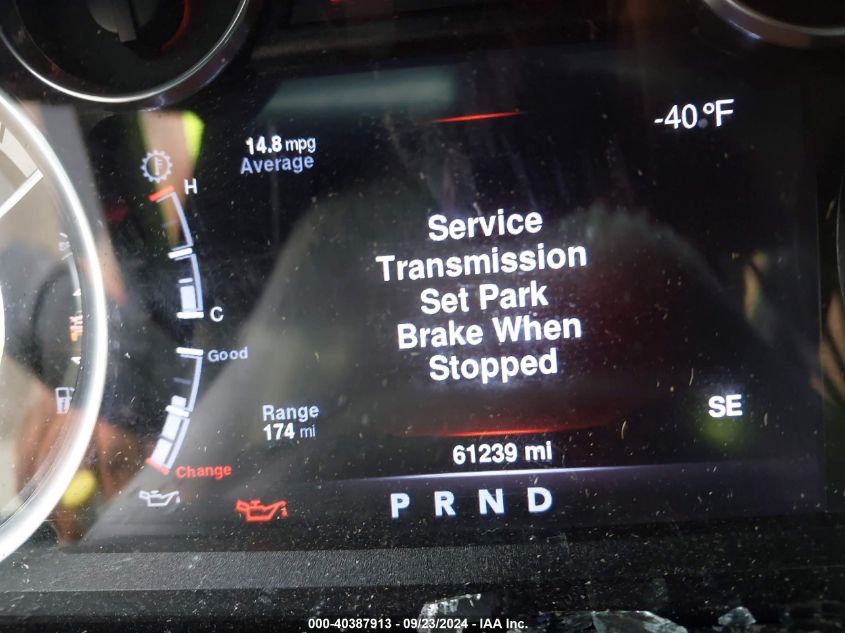 -40°F
14.8 mpg
Average
H
Service
Transmission
Set Park
Brake When
Stopped
C
Good
Range
174 mi
SE
Change
61239 mi
P R N D
000-40387913 - 09/23/2024 - IAA Inc.